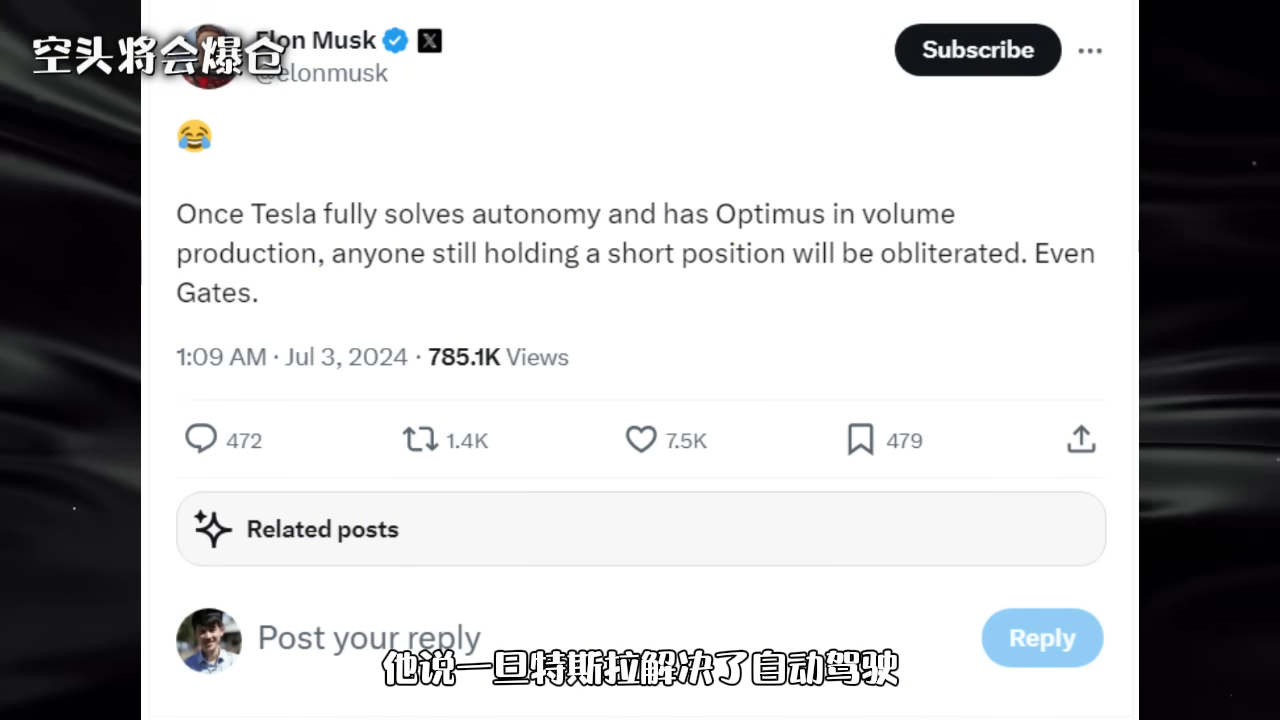 空头将会爆仓
Elon Musk
@elonmusk
Subscribe
😂
Once Tesla fully solves autonomy and has Optimus in volume
production, anyone still holding a short position will be obliterated. Even
Gates.
1:09 AM · Jul 3, 2024 · 785.1K Views
472 1.4K 7.5K 479
Related posts
Post your reply
Reply
他说一旦特斯拉解决了自动驾驶